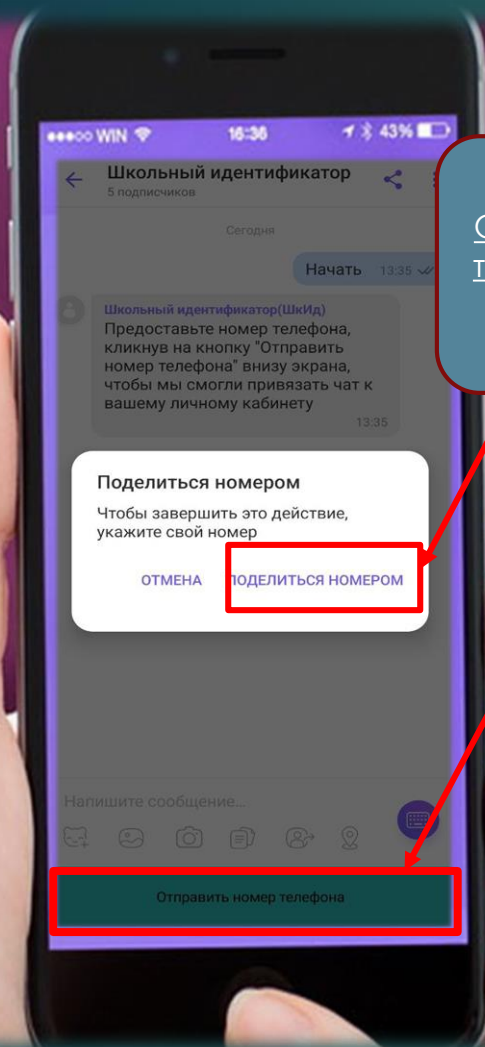 WIN 16:36 43%
Школьный идентификатор
5 подписчиков
Сегодня
Начать 13:35
Школьный идентификатор(ШкИд)
Предоставьте номер телефона,
кликнув на кнопку "Отправить
номер телефона" внизу экрана,
чтобы мы смогли привязать чат к
вашему личному кабинету
13:35
Поделиться номером
Чтобы завершить это действие,
укажите свой номер
ОТМЕНА ПОДЕЛИТЬСЯ НОМЕРОМ
Напишите сообщение...
Отправить номер телефона